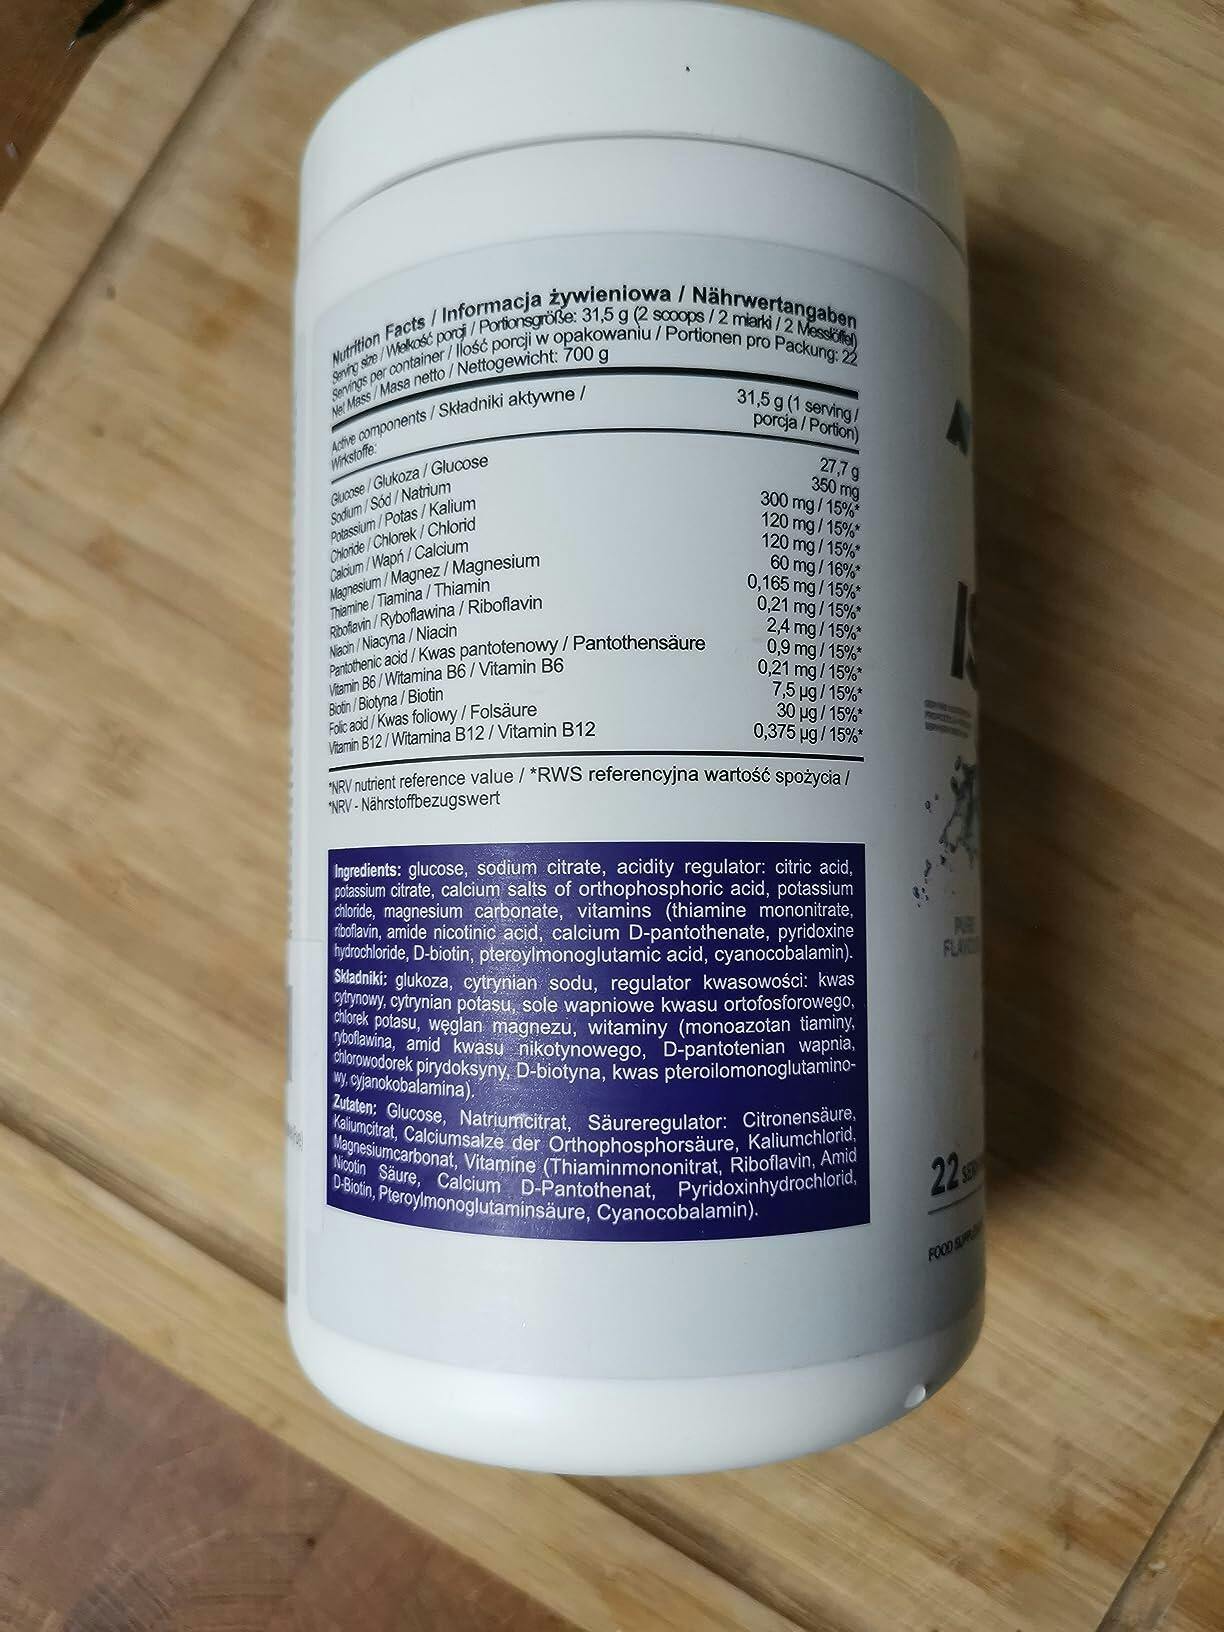 Nutrition Facts / Informacja żywieniowa / Nährwertangaben
Serving size / Wielkość porcji / Portionsgröße: 31,5 g (2 scoops / 2 miarki / 2 Messlöffel)
Servings per container / Ilość porcji w opakowaniu / Portionen pro Packung: 22
Net Mass / Masa netto / Nettogewicht: 700 g
Active components / Składniki aktywne /
Wirkstoffe:
31,5 g (1 serving /
porcja / Portion)
Glucose / Glukoza / Glucose 27,7 g
Sodium / Sód / Natrium 350 mg
Potassium / Potas / Kalium 300 mg / 15%*
Chloride / Chlorek / Chlorid 120 mg / 15%*
Calcium / Wapń / Calcium 120 mg / 15%*
Magnesium / Magnez / Magnesium 60 mg / 16%*
Thiamine / Tiamina / Thiamin 0,165 mg / 15%*
Riboflavin / Ryboflawina / Riboflavin 0,21 mg / 15%*
Niacin / Niacyna / Niacin 2,4 mg / 15%*
Pantothenic acid / Kwas pantotenowy / Pantothensäure 0,9 mg / 15%*
Vitamin B6 / Witamina B6 / Vitamin B6 0,21 mg / 15%*
Biotin / Biotyna / Biotin 7,5 µg / 15%*
Folic acid / Kwas foliowy / Folsäure 30 µg / 15%*
Vitamin B12 / Witamina B12 / Vitamin B12 0,375 µg / 15%*
*NRV nutrient reference value / *RWS referencyjna wartość spożycia /
*NRV - Nährstoffbezugswert
Ingredients: glucose, sodium citrate, acidity regulator: citric acid,
potassium citrate, calcium salts of orthophosphoric acid, potassium
chloride, magnesium carbonate, vitamins (thiamine mononitrate,
riboflavin, amide nicotinic acid, calcium D-pantothenate, pyridoxine
hydrochloride, D-biotin, pteroylmonoglutamic acid, cyanocobalamin).
Składniki: glukoza, cytrynian sodu, regulator kwasowości: kwas
cytrynowy, cytrynian potasu, sole wapniowe kwasu ortofosforowego,
chlorek potasu, węglan magnezu, witaminy (monoazotan tiaminy,
ryboflawina, amid kwasu nikotynowego, D-pantotenian wapnia,
chlorowodorek pirydoksyny, D-biotyna, kwas pteroilomonoglutamino-
wy, cyjanokobalamina).
Zutaten: Glucose, Natriumcitrat, Säureregulator: Citronensäure,
Kaliumcitrat, Calciumsalze der Orthophosphorsäure, Kaliumchlorid,
Magnesiumcarbonat, Vitamine (Thiaminmononitrat, Riboflavin, Amid
Nicotin Säure, Calcium D-Pantothenat, Pyridoxinhydrochlorid,
D-Biotin, Pteroylmonoglutaminsäure, Cyanocobalamin).
IS
FLAVO
22 SER
FOOD SUPPL